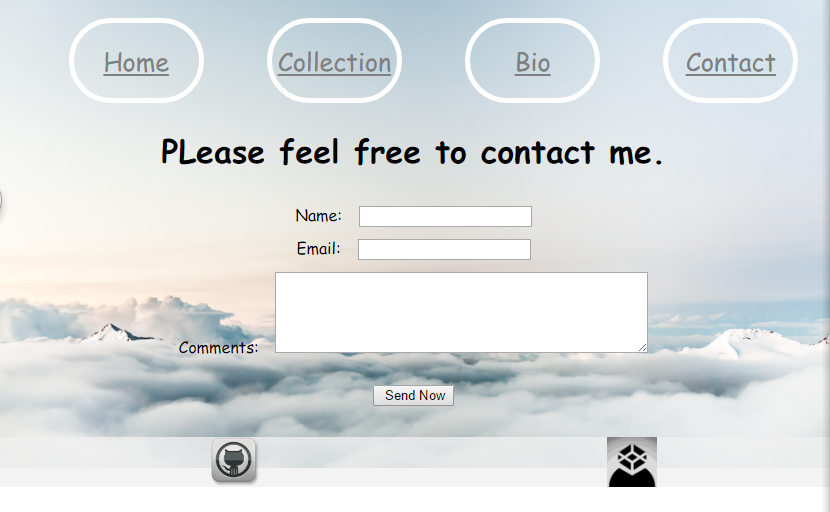 Home Collection Bio Contact
PLease feel free to contact me.
Name:
Email:
Comments:
Send Now